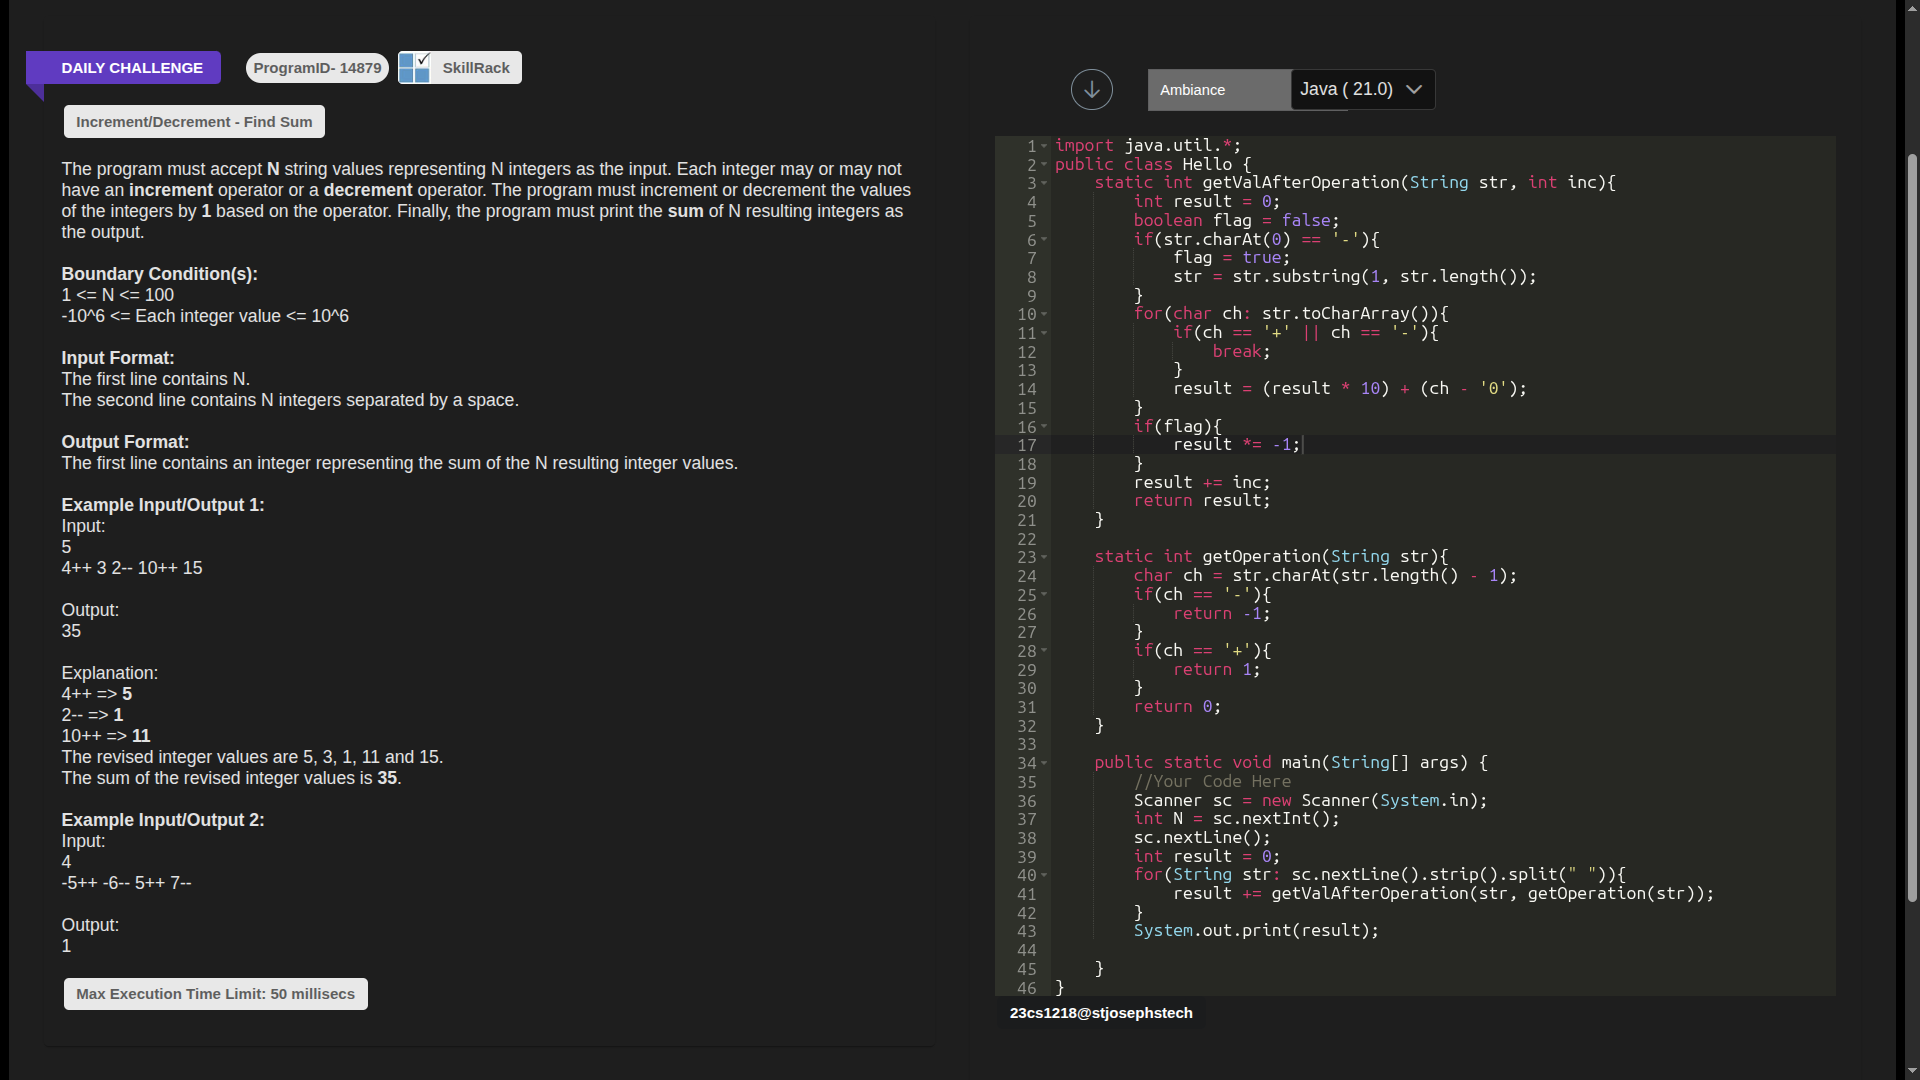 DAILY CHALLENGE
ProgramID- 14879
SkillRack
Increment/Decrement - Find Sum
The program must accept N string values representing N integers as the input. Each integer may or may not
have an increment operator or a decrement operator. The program must increment or decrement the values
of the integers by 1 based on the operator. Finally, the program must print the sum of N resulting integers as
the output.
Boundary Condition(s):
1 <= N <= 100
-10^6 <= Each integer value <= 10^6
Input Format:
The first line contains N.
The second line contains N integers separated by a space.
Output Format:
The first line contains an integer representing the sum of the N resulting integer values.
Example Input/Output 1:
Input:
5
4++ 3 2-- 10++ 15
Output:
35
Explanation:
4++ => 5
2-- => 1
10++ => 11
The revised integer values are 5, 3, 1, 11 and 15.
The sum of the revised integer values is 35.
Example Input/Output 2:
Input:
4
-5++ -6-- 5++ 7--
Output:
1
Max Execution Time Limit: 50 millisecs
Ambiance
Java ( 21.0)
1 import java.util.*;
2 public class Hello {
3     static int getValAfterOperation(String str, int inc){
4         int result = 0;
5         boolean flag = false;
6         if(str.charAt(0) == '-'){
7             flag = true;
8             str = str.substring(1, str.length());
9         }
10         for(char ch: str.toCharArray()){
11             if(ch == '+' || ch == '-'){
12                 break;
13             }
14             result = (result * 10) + (ch - '0');
15         }
16         if(flag){
17             result *= -1;
18         }
19         result += inc;
20         return result;
21     }
22
23     static int getOperation(String str){
24         char ch = str.charAt(str.length() - 1);
25         if(ch == '-'){
26             return -1;
27         }
28         if(ch == '+'){
29             return 1;
30         }
31         return 0;
32     }
33
34     public static void main(String[] args) {
35         //Your Code Here
36         Scanner sc = new Scanner(System.in);
37         int N = sc.nextInt();
38         sc.nextLine();
39         int result = 0;
40         for(String str: sc.nextLine().strip().split(" ")){
41             result += getValAfterOperation(str, getOperation(str));
42         }
43         System.out.print(result);
44
45     }
46 }
23cs1218@stjosephstech